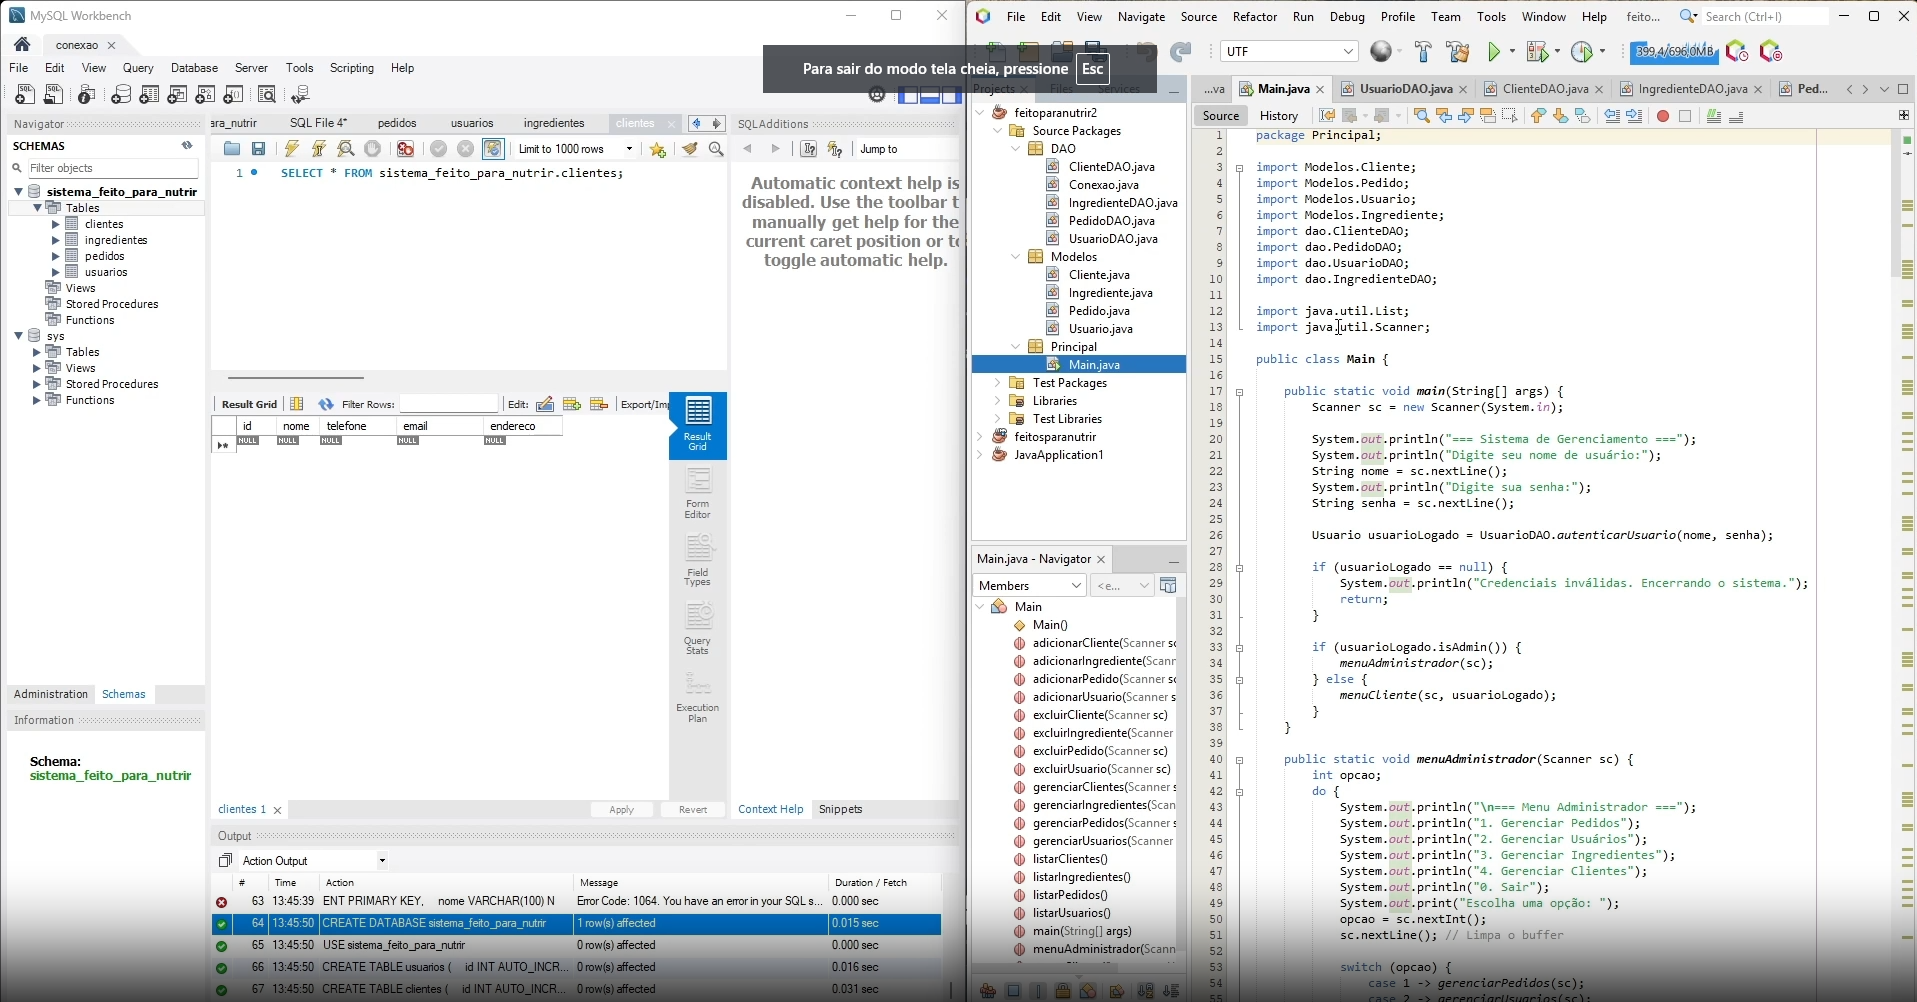 MySQL Workbench
conexao
File Edit View Query Database Server Tools Scripting Help
Navigator
SCHEMAS
Filter objects
sistema_feito_para_nutrir
Tables
clientes
ingredientes
pedidos
usuarios
Views
Stored Procedures
Functions
sys
Tables
Views
Stored Procedures
Functions
Administration Schemas
Information
Schema:
sistema_feito_para_nutrir
ara_nutrir SQL File 4* pedidos usuarios ingredientes clientes
Limit to 1000 rows
1 SELECT * FROM sistema_feito_para_nutrir.clientes;
Result Grid Filter Rows: Edit: Export/Imp
id nome telefone email endereco
NULL NULL NULL NULL NULL
Result
Grid
Form
Editor
Field
Types
Query
Stats
Execution
Plan
clientes 1 Apply Revert
SQLAdditions
Jump to
Automatic context help is
disabled. Use the toolbar t
manually get help for the
current caret position or to
toggle automatic help.
Context Help Snippets
Output
Action Output
# Time Action Message Duration / Fetch
63 13:45:39 ENT PRIMARY KEY, nome VARCHAR(100) N Error Code: 1064. You have an error in your SQL s... 0.000 sec
64 13:45:50 CREATE DATABASE sistema_feito_para_nutrir 1 row(s) affected 0.015 sec
65 13:45:50 USE sistema_feito_para_nutrir 0 row(s) affected 0.000 sec
66 13:45:50 CREATE TABLE usuarios ( id INT AUTO_INCR... 0 row(s) affected 0.016 sec
67 13:45:50 CREATE TABLE clientes ( id INT AUTO_INCR... 0 row(s) affected 0.031 sec
Para sair do modo tela cheia, pressione Esc
File Edit View Navigate Source Refactor Run Debug Profile Team Tools Window Help feito... Search (Ctrl+I)
UTF
399,4/696,0MB
Projects Files Services
feitoparanutrir2
Source Packages
DAO
ClienteDAO.java
Conexao.java
IngredienteDAO.java
PedidoDAO.java
UsuarioDAO.java
Modelos
Cliente.java
Ingrediente.java
Pedido.java
Usuario.java
Principal
Main.java
Test Packages
Libraries
Test Libraries
feitosparanutrir
JavaApplication1
Main.java - Navigator
Members <e...
Main
Main()
adicionarCliente(Scanner sc
adicionarIngrediente(Scann
adicionarPedido(Scanner sc
adicionarUsuario(Scanner s
excluirCliente(Scanner sc)
excluirIngrediente(Scanner
excluirPedido(Scanner sc)
excluirUsuario(Scanner sc)
gerenciarClientes(Scanner s
gerenciarIngredientes(Scan
gerenciarPedidos(Scanner s
gerenciarUsuarios(Scanner
listarClientes()
listarIngredientes()
listarPedidos()
listarUsuarios()
main(String[] args)
menuAdministrador(Scann
...va Main.java UsuarioDAO.java ClienteDAO.java IngredienteDAO.java Ped...
Source History
1 package Principal;
2
3 import Modelos.Cliente;
4 import Modelos.Pedido;
5 import Modelos.Usuario;
6 import Modelos.Ingrediente;
7 import dao.ClienteDAO;
8 import dao.PedidoDAO;
9 import dao.UsuarioDAO;
10 import dao.IngredienteDAO;
11
12 import java.util.List;
13 import java.util.Scanner;
14
15 public class Main {
16
17 public static void main(String[] args) {
18 Scanner sc = new Scanner(System.in);
19
20 System.out.println("=== Sistema de Gerenciamento ===");
21 System.out.println("Digite seu nome de usuário:");
22 String nome = sc.nextLine();
23 System.out.println("Digite sua senha:");
24 String senha = sc.nextLine();
25
26 Usuario usuarioLogado = UsuarioDAO.autenticarUsuario(nome, senha);
27
28 if (usuarioLogado == null) {
29 System.out.println("Credenciais inválidas. Encerrando o sistema.");
30 return;
31 }
32
33 if (usuarioLogado.isAdmin()) {
34 menuAdministrador(sc);
35 } else {
36 menuCliente(sc, usuarioLogado);
37 }
38 }
39
40 public static void menuAdministrador(Scanner sc) {
41 int opcao;
42 do {
43 System.out.println("\n=== Menu Administrador ===");
44 System.out.println("1. Gerenciar Pedidos");
45 System.out.println("2. Gerenciar Usuários");
46 System.out.println("3. Gerenciar Ingredientes");
47 System.out.println("4. Gerenciar Clientes");
48 System.out.println("0. Sair");
49 System.out.print("Escolha uma opção: ");
50 opcao = sc.nextInt();
51 sc.nextLine(); // Limpa o buffer
52
53 switch (opcao) {
54 case 1 -> gerenciarPedidos(sc);
55 case 2 -> gerenciarUsuarios(sc);